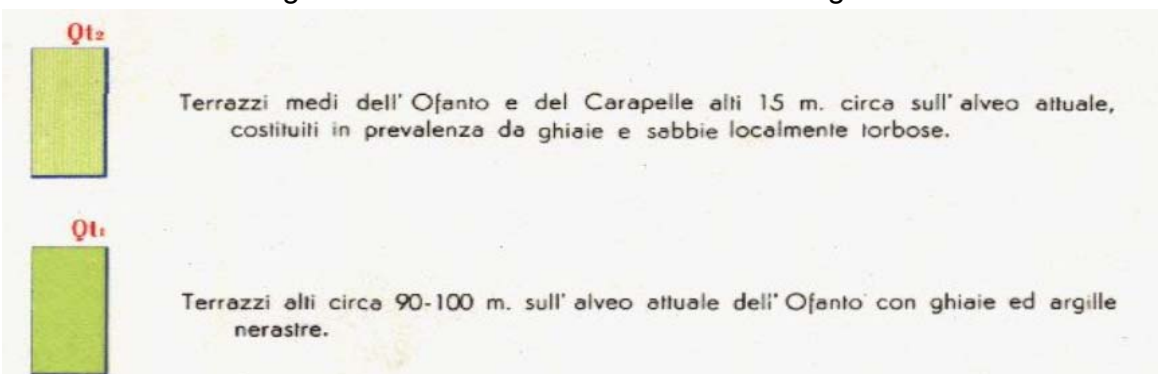 Qt2
Terrazzi medi dell' Ofanto e del Carapelle alti 15 m. circa sull' alveo attuale,
costituiti in prevalenza da ghiaie e sabbie localmente torbose.
Qt1
Terrazzi alti circa 90-100 m. sull' alveo attuale dell' Ofanto con ghiaie ed argille
nerastre.